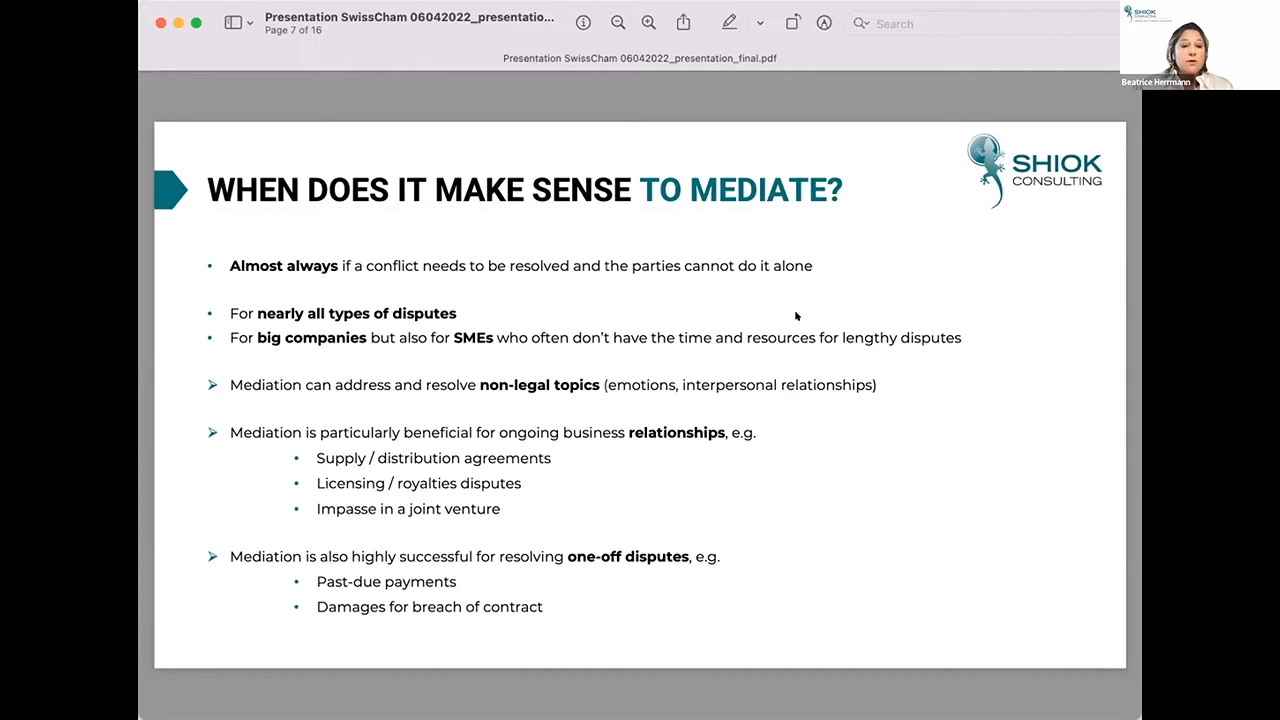 Presentation SwissCham 06042022_presentatio...
Page 7 of 16
Search
Presentation SwissCham 06042022_presentation_final.pdf
SHIOK
Beatrice Herrmann
SHIOK
CONSULTING
WHEN DOES IT MAKE SENSE TO MEDIATE?
• Almost always if a conflict needs to be resolved and the parties cannot do it alone
• For nearly all types of disputes
• For big companies but also for SMEs who often don’t have the time and resources for lengthy disputes
➢ Mediation can address and resolve non-legal topics (emotions, interpersonal relationships)
➢ Mediation is particularly beneficial for ongoing business relationships, e.g.
• Supply / distribution agreements
• Licensing / royalties disputes
• Impasse in a joint venture
➢ Mediation is also highly successful for resolving one-off disputes, e.g.
• Past-due payments
• Damages for breach of contract